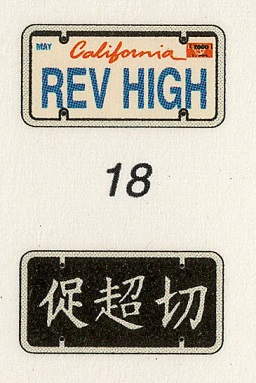 MAY California
REV HIGH
18
促超切